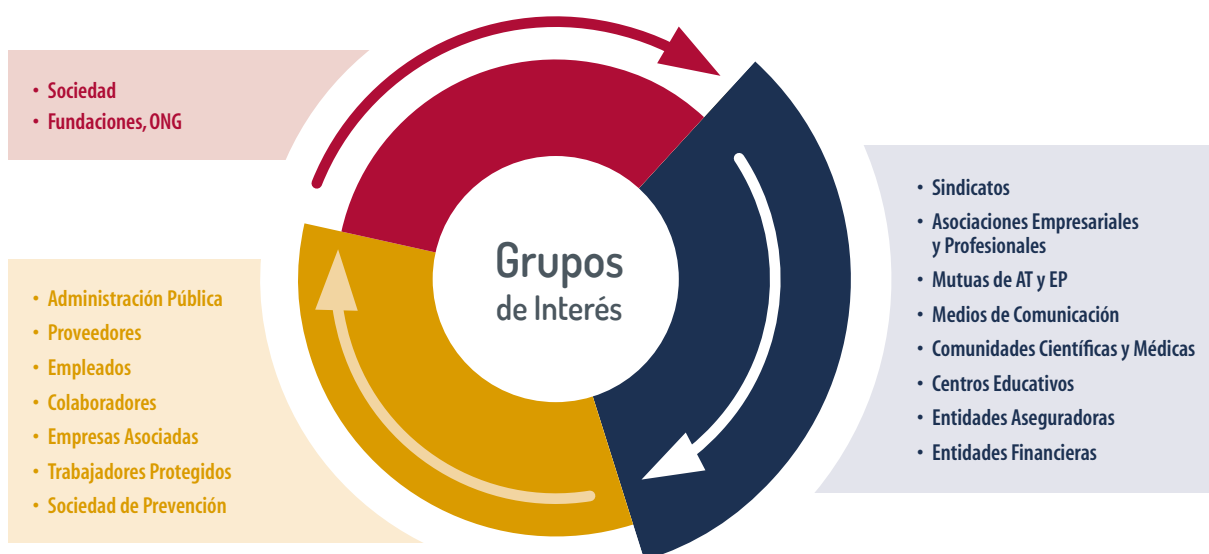 • Sociedad
• Fundaciones, ONG
• Administración Pública
• Proveedores
• Empleados
• Colaboradores
• Empresas Asociadas
• Trabajadores Protegidos
• Sociedad de Prevención
Grupos
de Interés
• Sindicatos
• Asociaciones Empresariales
y Profesionales
• Mutuas de AT y EP
• Medios de Comunicación
• Comunidades Científicas y Médicas
• Centros Educativos
• Entidades Aseguradoras
• Entidades Financieras